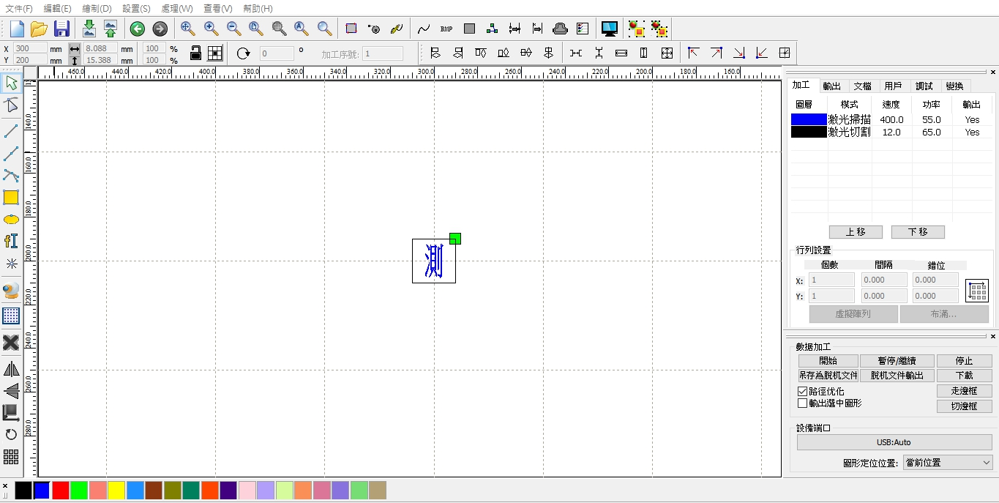 文件(F) 編輯(E) 繪制(D) 設置(S) 處理(W) 查看(V) 幫助(H)
BMP
X 300 mm 8.088 mm 100 %
Y 200 mm 15.388 mm 100 %
0 ° 加工序號: 1
460.0 440.0 420.0 400.0 380.0 360.0 340.0 320.0 300.0 280.0 260.0 240.0 220.0 200.0 180.0 160.0
140.0
160.0
180.0
200.0
220.0
240.0
260.0
280.0
測
加工 輸出 文檔 用戶 調試 變換
圖層 模式 速度 功率 輸出
激光掃描 400.0 55.0 Yes
激光切割 12.0 65.0 Yes
上移 下移
行列設置
個數 間隔 錯位
X: 1 0.000 0.000
Y: 1 0.000 0.000
虛擬陣列 布滿...
數据加工
開始 暫停/繼續 停止
另存為脫机文件 脫机文件輸出 下載
路徑优化 走邊框
輸出選中圖形 切邊框
設備端口
USB:Auto
圖形定位位置: 當前位置